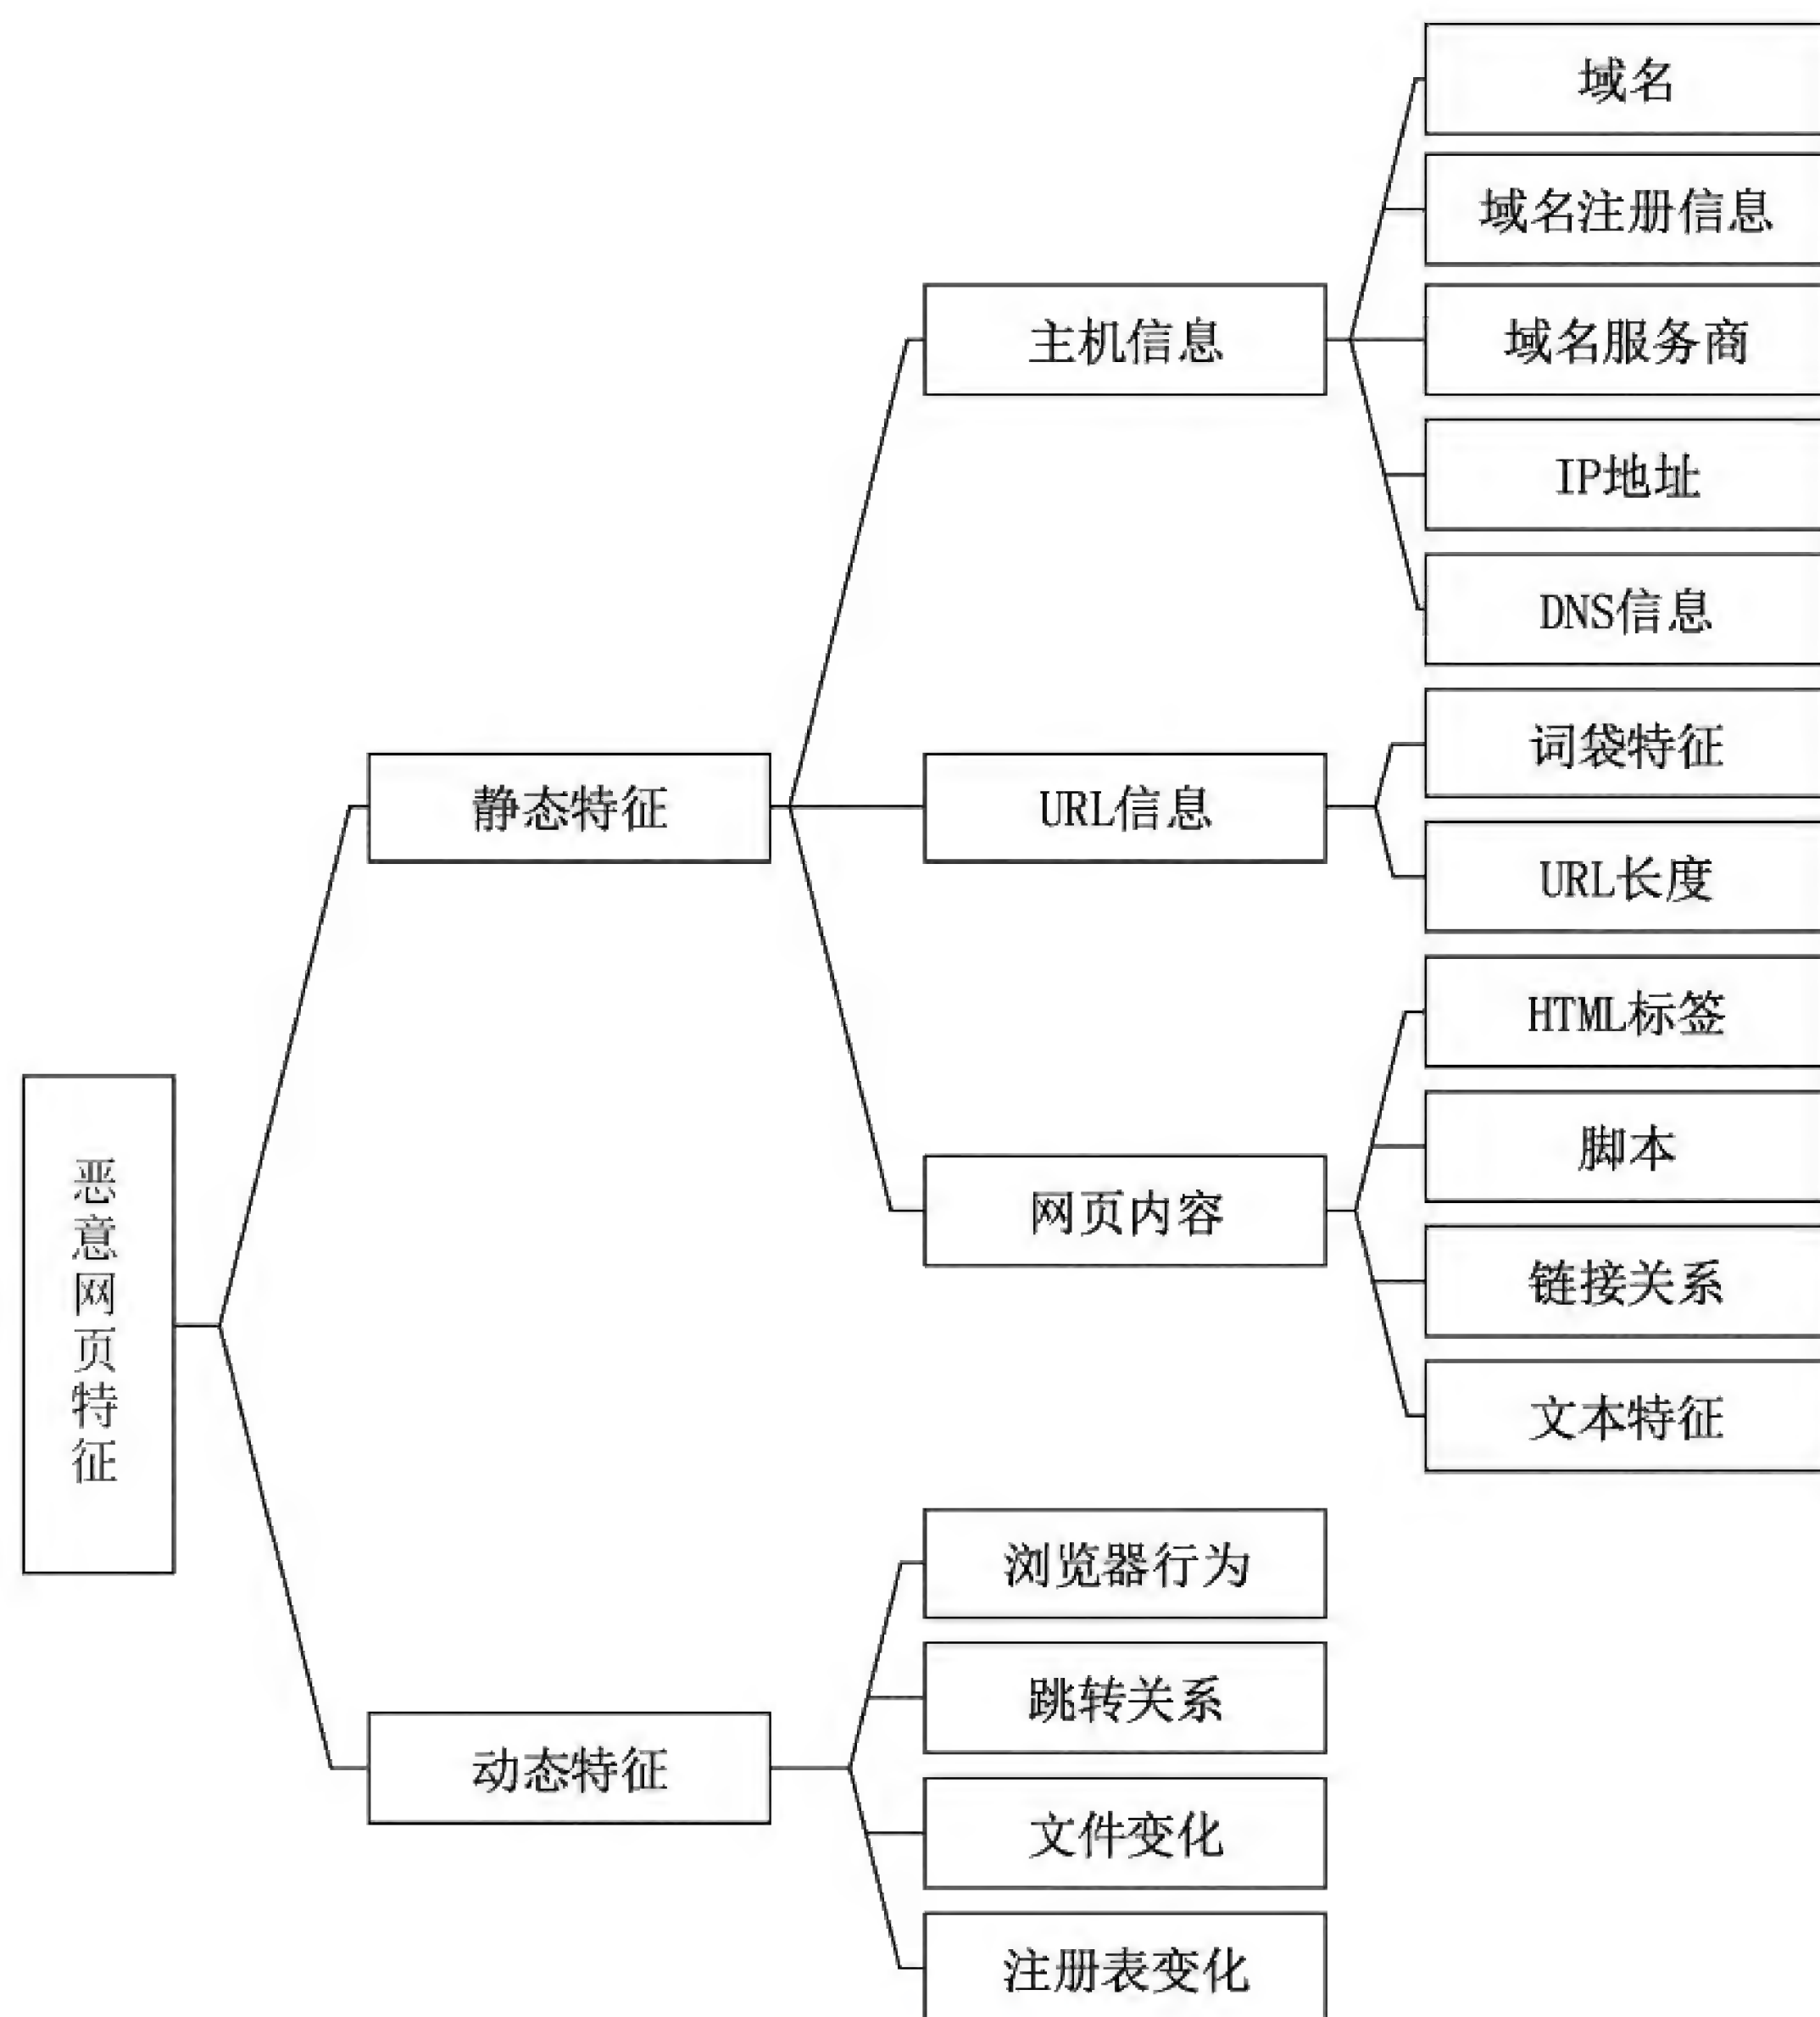 恶意网页特征
静态特征
主机信息
域名
域名注册信息
域名服务商
IP地址
DNS信息
URL信息
词袋特征
URL长度
网页内容
HTML标签
脚本
链接关系
文本特征
动态特征
浏览器行为
跳转关系
文件变化
注册表变化